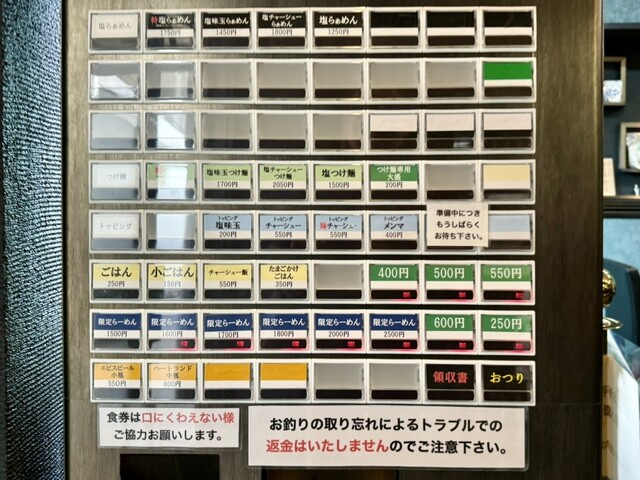 塩らぁめん
特塩らぁめん
1750円
塩味玉らぁめん
1450円
塩チャーシュー
らぁめん
1800円
塩らぁめん
1250円
つけ麺
塩味玉つけ麺
1700円
塩チャーシュー
つけ麺
2050円
塩つけ麺
1500円
つけ麺専用
大盛
200円
トッピング
トッピング
塩味玉
200円
トッピング
チャーシュー
550円
トッピング
鶏チャーシュー
550円
トッピング
メンマ
400円
準備中につき
もうしばらく
お待ち下さい。
ごはん
250円
小ごはん
150円
チャーシュー飯
550円
たまごかけ
ごはん
350円
400円
500円
550円
限定らーめん
1500円
限定らーめん
1600円
限定らーめん
1700円
限定らーめん
1800円
限定らーめん
2000円
限定らーめん
2500円
600円
250円
エビスビール
小瓶
550円
ハートランド
中瓶
600円
領収書
おつり
食券は口にくわえない様
ご協力お願いします。
お釣りの取り忘れによるトラブルでの
返金はいたしませんのでご注意下さい。